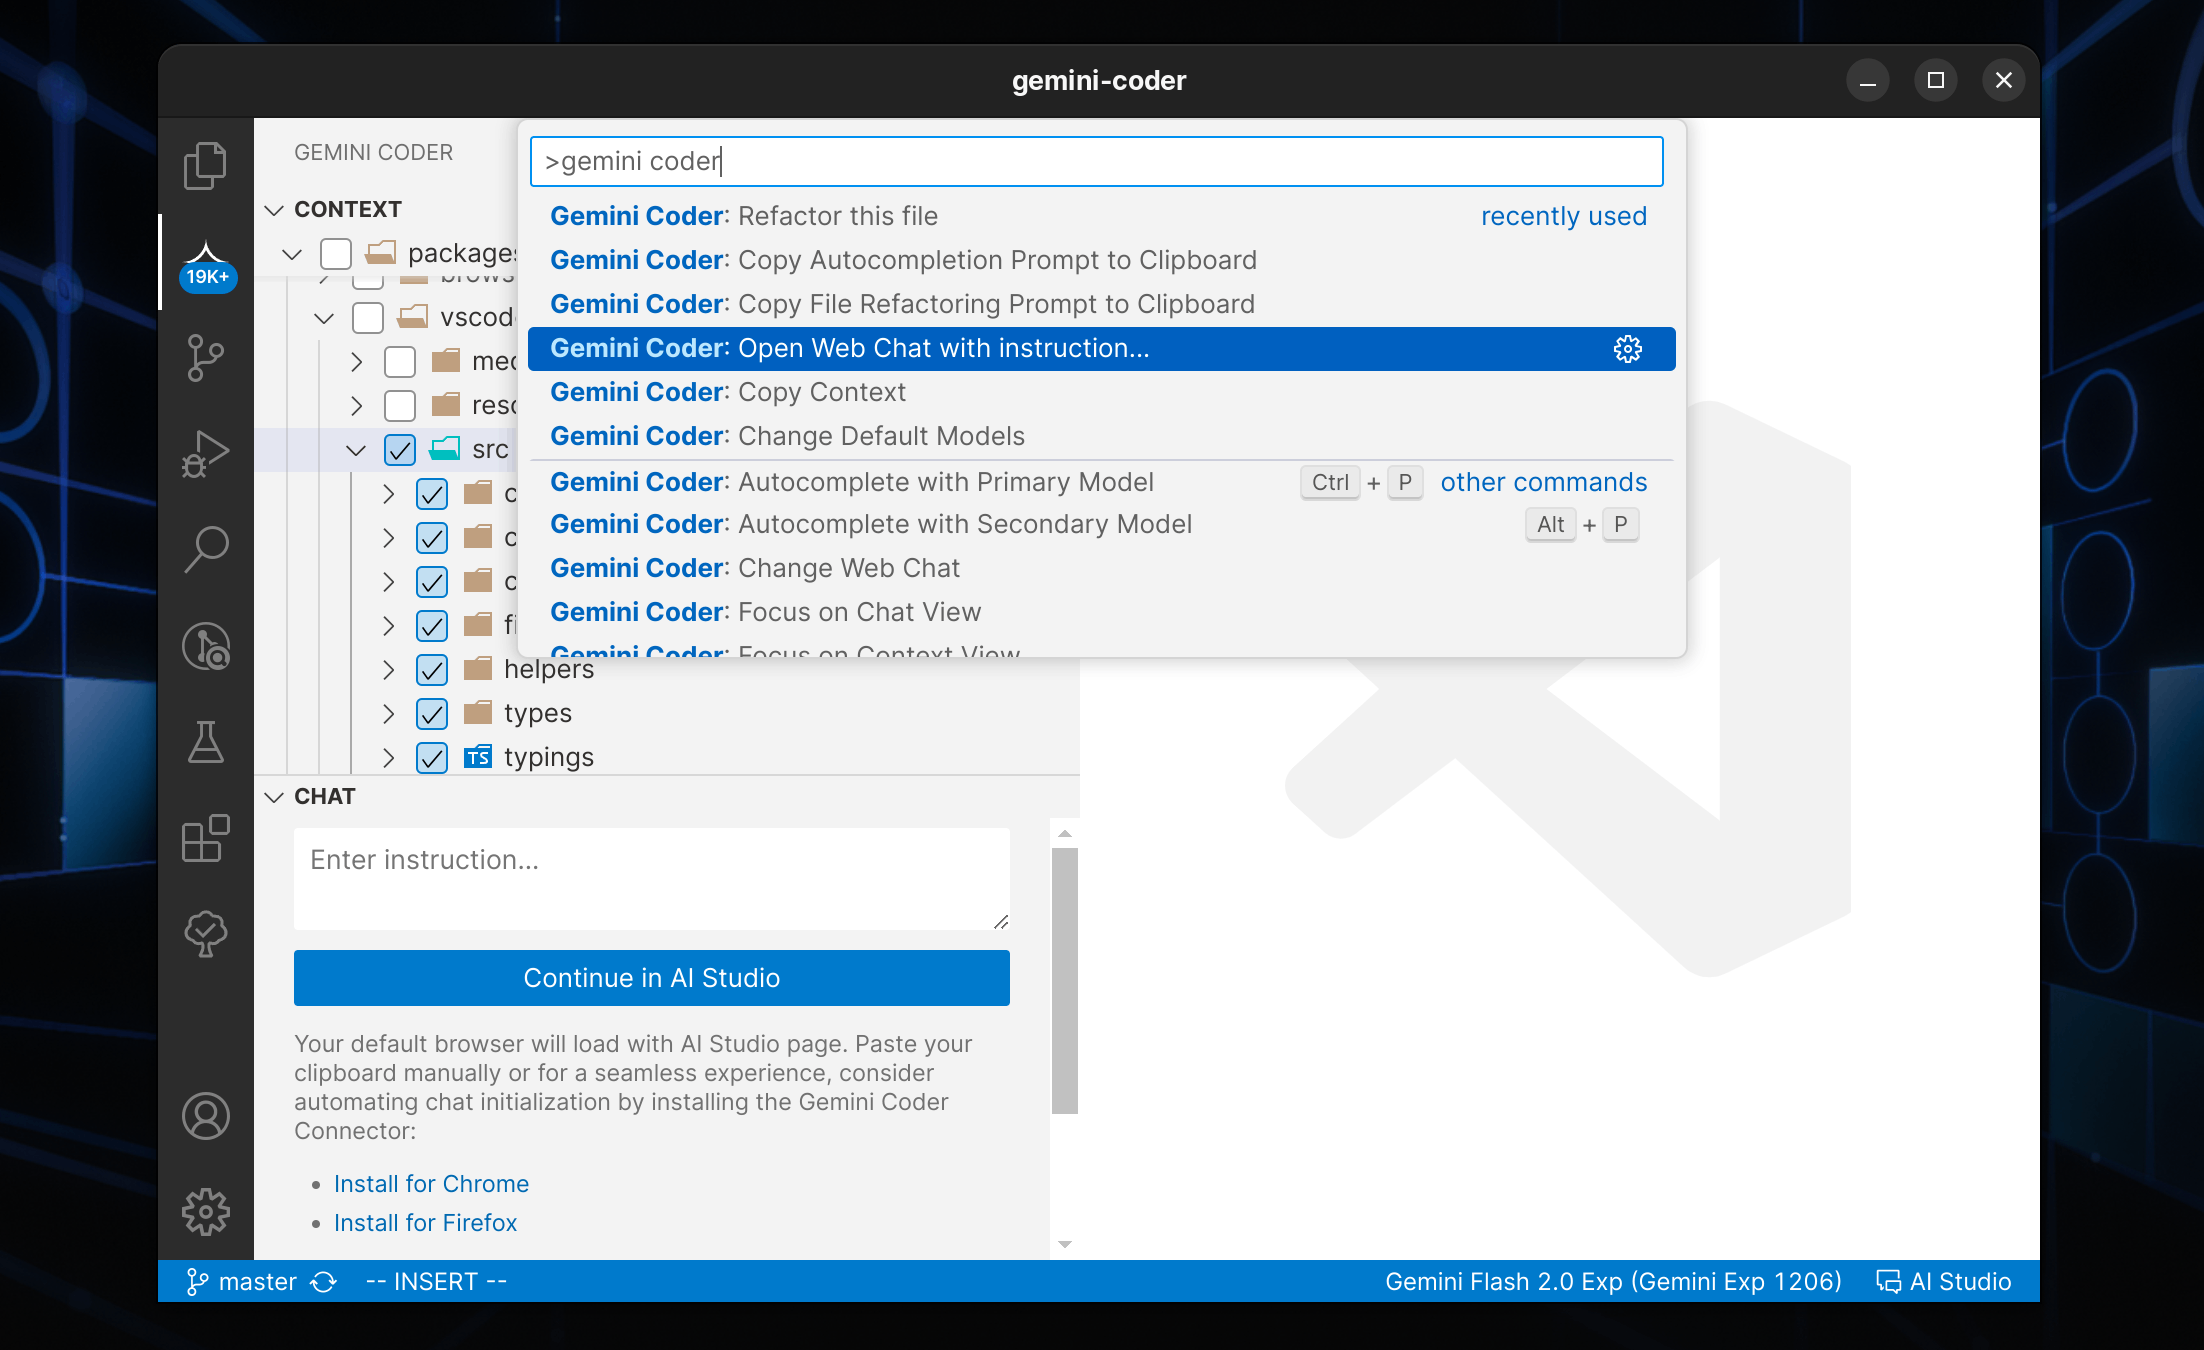 gemini-coder
GEMINI CODER
CONTEXT
packages
brows
vscod
med
reso
src
helpers
types
TS typings
>gemini coder
Gemini Coder: Refactor this file recently used
Gemini Coder: Copy Autocompletion Prompt to Clipboard
Gemini Coder: Copy File Refactoring Prompt to Clipboard
Gemini Coder: Open Web Chat with instruction...
Gemini Coder: Copy Context
Gemini Coder: Change Default Models
Gemini Coder: Autocomplete with Primary Model Ctrl + P other commands
Gemini Coder: Autocomplete with Secondary Model Alt + P
Gemini Coder: Change Web Chat
Gemini Coder: Focus on Chat View
Gemini Coder: Focus on Context View
19K+
CHAT
Enter instruction...
Continue in AI Studio
Your default browser will load with AI Studio page. Paste your
clipboard manually or for a seamless experience, consider
automating chat initialization by installing the Gemini Coder
Connector:
• Install for Chrome
• Install for Firefox
master
-- INSERT --
Gemini Flash 2.0 Exp (Gemini Exp 1206)
AI Studio